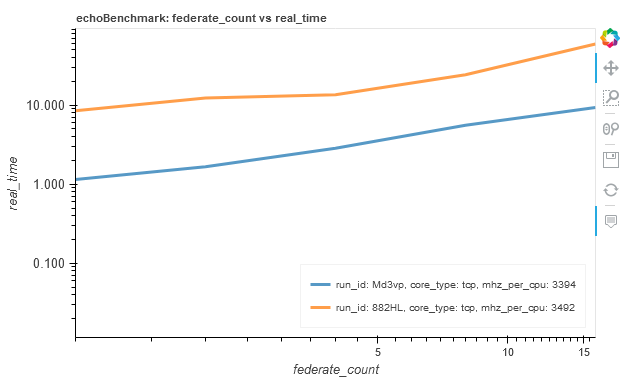 echoBenchmark: federate_count vs real_time
real_time
10.000
1.000
0.100
run_id: Md3vp, core_type: tcp, mhz_per_cpu: 3394
run_id: 882HL, core_type: tcp, mhz_per_cpu: 3492
5
10
15
federate_count